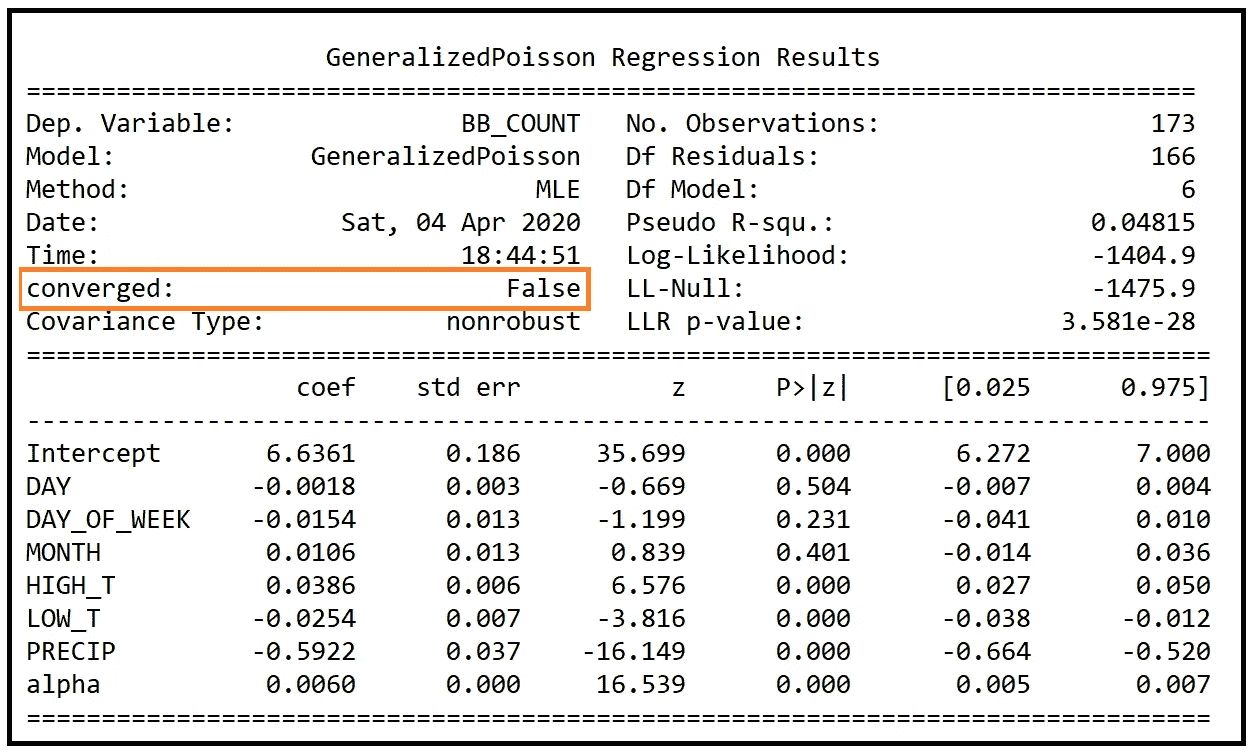 GeneralizedPoisson Regression Results
==============================================================================
Dep. Variable: BB_COUNT No. Observations: 173
Model: GeneralizedPoisson Df Residuals: 166
Method: MLE Df Model: 6
Date: Sat, 04 Apr 2020 Pseudo R-squ.: 0.04815
Time: 18:44:51 Log-Likelihood: -1404.9
converged: False LL-Null: -1475.9
Covariance Type: nonrobust LLR p-value: 3.581e-28
===============================================================================
coef std err z P>|z| [0.025 0.975]
-------------------------------------------------------------------------------
Intercept 6.6361 0.186 35.699 0.000 6.272 7.000
DAY -0.0018 0.003 -0.669 0.504 -0.007 0.004
DAY_OF_WEEK -0.0154 0.013 -1.199 0.231 -0.041 0.010
MONTH 0.0106 0.013 0.839 0.401 -0.014 0.036
HIGH_T 0.0386 0.006 6.576 0.000 0.027 0.050
LOW_T -0.0254 0.007 -3.816 0.000 -0.038 -0.012
PRECIP -0.5922 0.037 -16.149 0.000 -0.664 -0.520
alpha 0.0060 0.000 16.539 0.000 0.005 0.007
===============================================================================